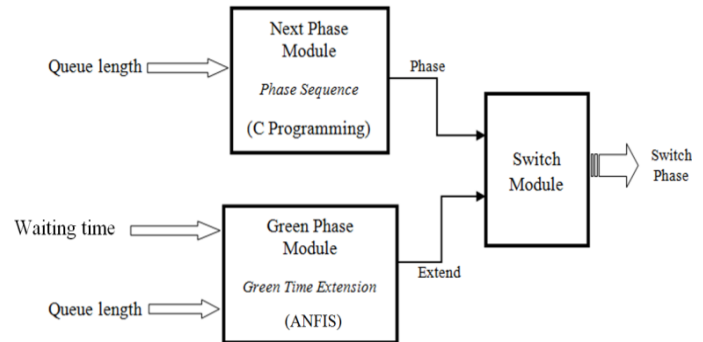 Next Phase
Module
Queue length
Phase Sequence
(C Programming)
Phase
Switch
Module
Switch
Phase
Waiting time
Green Phase
Module
Queue length
Green Time Extension
(ANFIS)
Extend